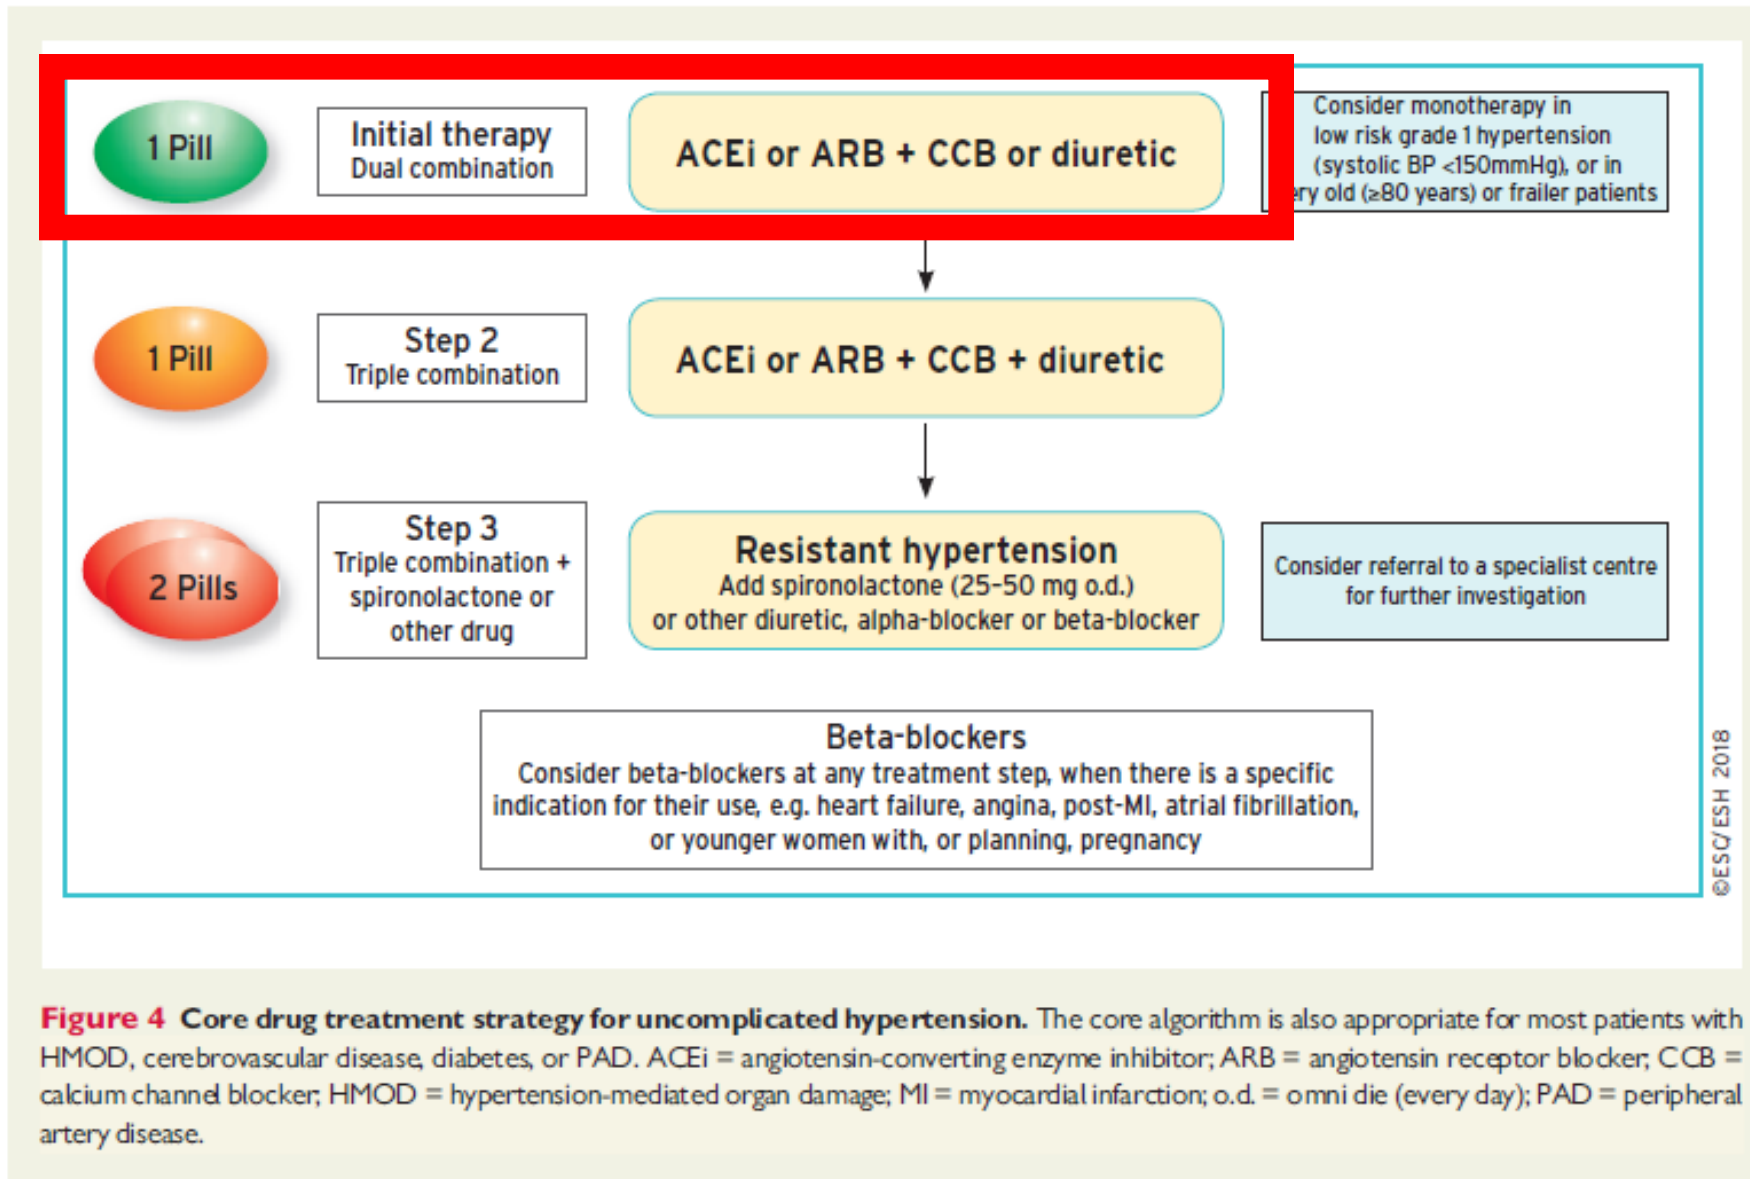 1 Pill
Initial therapy
Dual combination
ACEi or ARB + CCB or diuretic
Consider monotherapy in
low risk grade 1 hypertension
(systolic BP <150mmHg), or in
old (≥80 years) or frailer patients
1 Pill
Step 2
Triple combination
ACEi or ARB + CCB + diuretic
2 Pills
Step 3
Triple combination +
spironolactone or
other drug
Resistant hypertension
Add spironolactone (25–50 mg o.d.)
or other diuretic, alpha-blocker or beta-blocker
Consider referral to a specialist centre
for further investigation
Beta-blockers
Consider beta-blockers at any treatment step, when there is a specific
indication for their use, e.g. heart failure, angina, post-MI, atrial fibrillation,
or younger women with, or planning, pregnancy
©ESC/ESH 2018
Figure 4 Core drug treatment strategy for uncomplicated hypertension. The core algorithm is also appropriate for most patients with
HMOD, cerebrovascular disease, diabetes, or PAD. ACEi = angiotensin-converting enzyme inhibitor; ARB = angiotensin receptor blocker; CCB =
calcium channel blocker; HMOD = hypertension-mediated organ damage; MI = myocardial infarction; o.d. = omni die (every day); PAD = peripheral
artery disease.